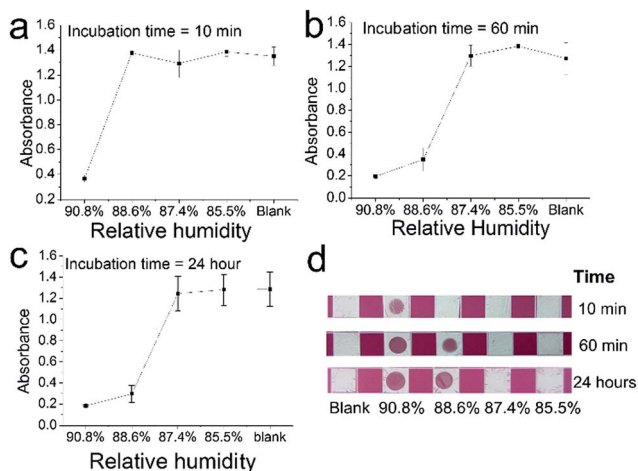 a
Incubation time = 10 min
1.6
1.4
1.2
1.0
0.8
0.6
0.4
0.2
Absorbance
90.8% 88.6% 87.4% 85.5% Blank
Relative humidity
b
Incubation time = 60 min
1.6
1.4
1.2
1.0
0.8
0.6
0.4
0.2
0.0
Absorbance
90.8% 88.6% 87.4% 85.5% Blank
Relative Humidity
c
Incubation time = 24 hour
1.6
1.2
0.8
0.6
0.4
0.2
0.0
Absorbance
90.8% 88.6% 87.4% 85.5% blank
Relative humidity
d
Time
10 min
60 min
24 hours
Blank 90.8% 88.6% 87.4% 85.5%